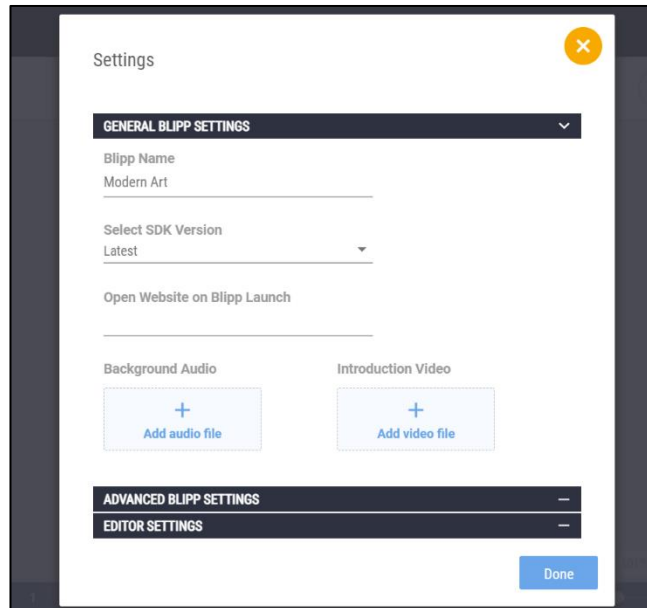 Settings
GENERAL BLIPP SETTINGS
Blipp Name
Modern Art
Select SDK Version
Latest
Open Website on Blipp Launch
Background Audio Introduction Video
Add audio file Add video file
ADVANCED BLIPP SETTINGS
EDITOR SETTINGS
Done
1